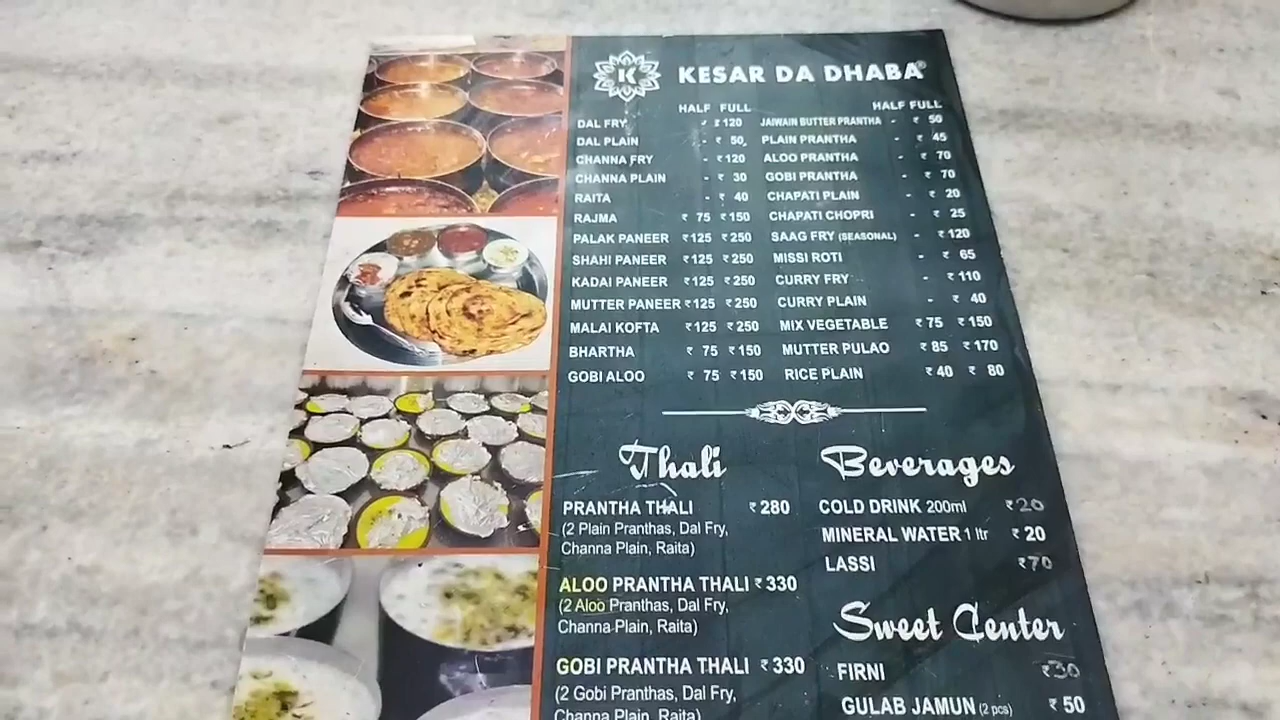 K KESAR DA DHABA®
HALF FULL
DAL FRY - ₹120
DAL PLAIN - ₹ 50
CHANNA FRY - ₹120
CHANNA PLAIN - ₹ 30
RAITA - ₹ 40
RAJMA ₹ 75 ₹150
PALAK PANEER ₹125 ₹250
SHAHI PANEER ₹125 ₹250
KADAI PANEER ₹125 ₹250
MUTTER PANEER ₹125 ₹250
MALAI KOFTA ₹125 ₹250
BHARTHA ₹ 75 ₹150
GOBI ALOO ₹ 75 ₹150
HALF FULL
JAIWAIN BUTTER PRANTHA - ₹ 50
PLAIN PRANTHA - ₹ 45
ALOO PRANTHA - ₹ 70
GOBI PRANTHA - ₹ 70
CHAPATI PLAIN - ₹ 20
CHAPATI CHOPRI - ₹ 25
SAAG FRY (SEASONAL) - ₹120
MISSI ROTI - ₹ 65
CURRY FRY - ₹110
CURRY PLAIN - ₹ 40
MIX VEGETABLE ₹ 75 ₹150
MUTTER PULAO ₹ 85 ₹170
RICE PLAIN ₹ 40 ₹ 80
Thali
PRANTHA THALI ₹280
(2 Plain Pranthas, Dal Fry,
Channa Plain, Raita)
ALOO PRANTHA THALI ₹330
(2 Aloo Pranthas, Dal Fry,
Channa Plain, Raita)
GOBI PRANTHA THALI ₹330
(2 Gobi Pranthas, Dal Fry,
Channa Plain, Raita)
Beverages
COLD DRINK 200ml ₹20
MINERAL WATER 1 ltr ₹ 20
LASSI ₹70
Sweet Center
FIRNI ₹30
GULAB JAMUN (2 pcs) ₹ 50